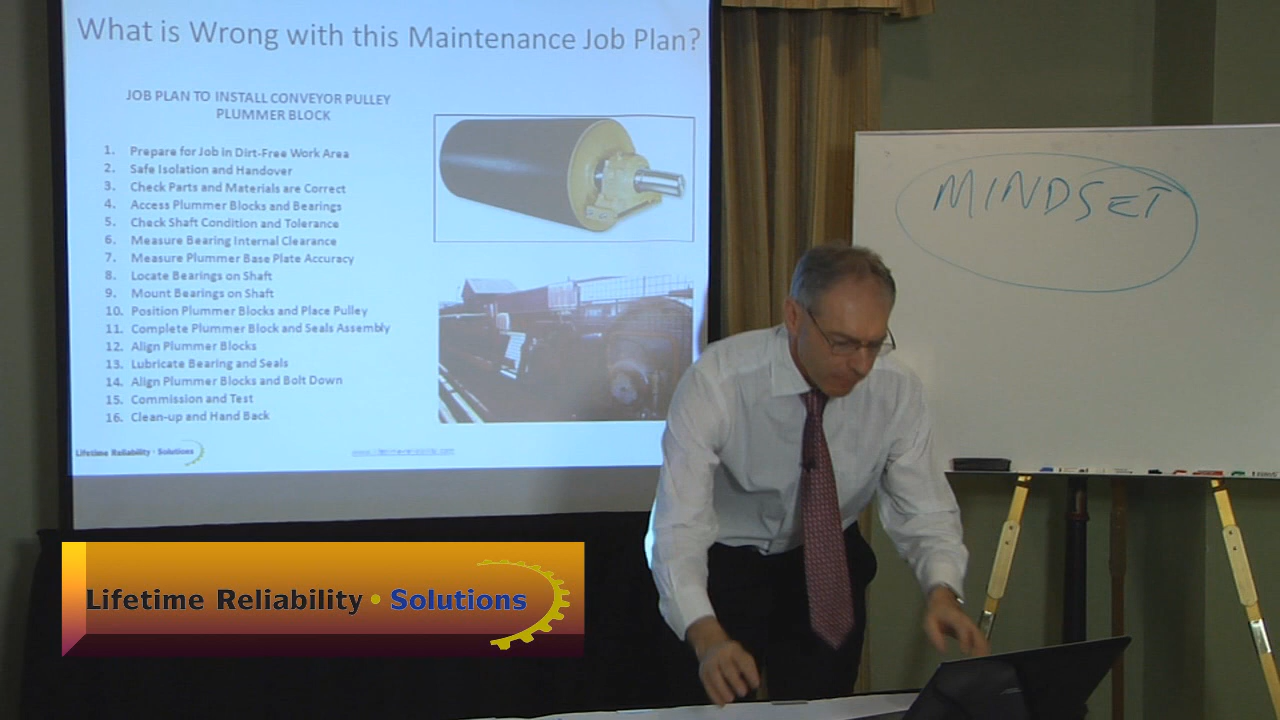 What is Wrong with this Maintenance Job Plan?
JOB PLAN TO INSTALL CONVEYOR PULLEY
PLUMMER BLOCK
1. Prepare for Job in Dirt-Free Work Area
2. Safe Isolation and Handover
3. Check Parts and Materials are Correct
4. Access Plummer Blocks and Bearings
5. Check Shaft Condition and Tolerance
6. Measure Bearing Internal Clearance
7. Measure Plummer Base Plate Accuracy
8. Locate Bearings on Shaft
9. Mount Bearings on Shaft
10. Position Plummer Blocks and Place Pulley
11. Complete Plummer Block and Seals Assembly
12. Align Plummer Blocks
13. Lubricate Bearing and Seals
14. Align Plummer Blocks and Bolt Down
15. Commission and Test
16. Clean-up and Hand Back
Lifetime Reliability · Solutions
MINDSET
Lifetime Reliability • Solutions